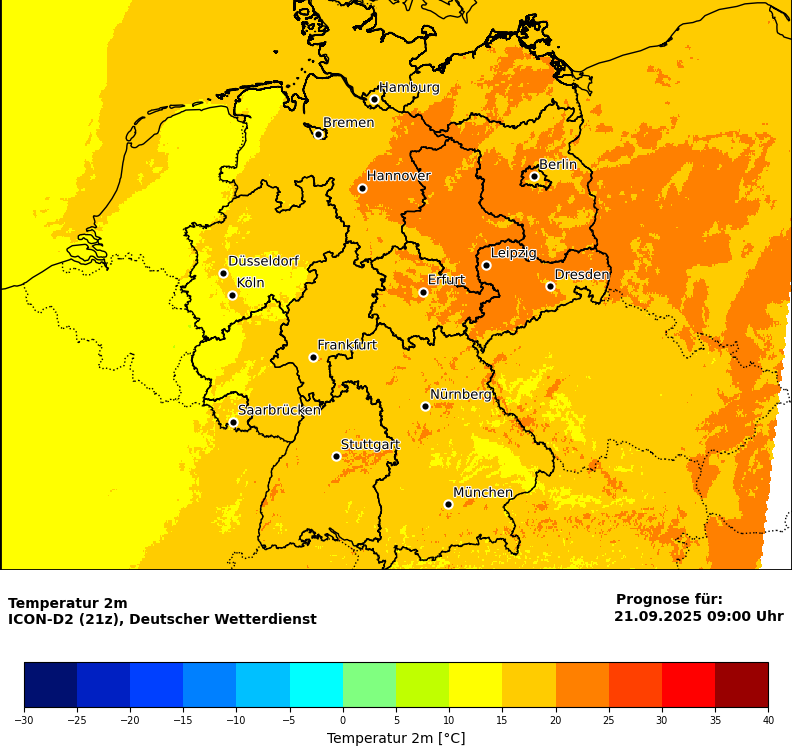 Hamburg
Bremen
Berlin
Hannover
Leipzig
Düsseldorf
Dresden
Köln
Erfurt
Frankfurt
Nürnberg
Saarbrücken
Stuttgart
München
Temperatur 2m
ICON-D2 (21z), Deutscher Wetterdienst
Prognose für:
21.09.2025 09:00 Uhr
−30 −25 −20 −15 −10 −5 0 5 10 15 20 25 30 35 40
Temperatur 2m [°C]